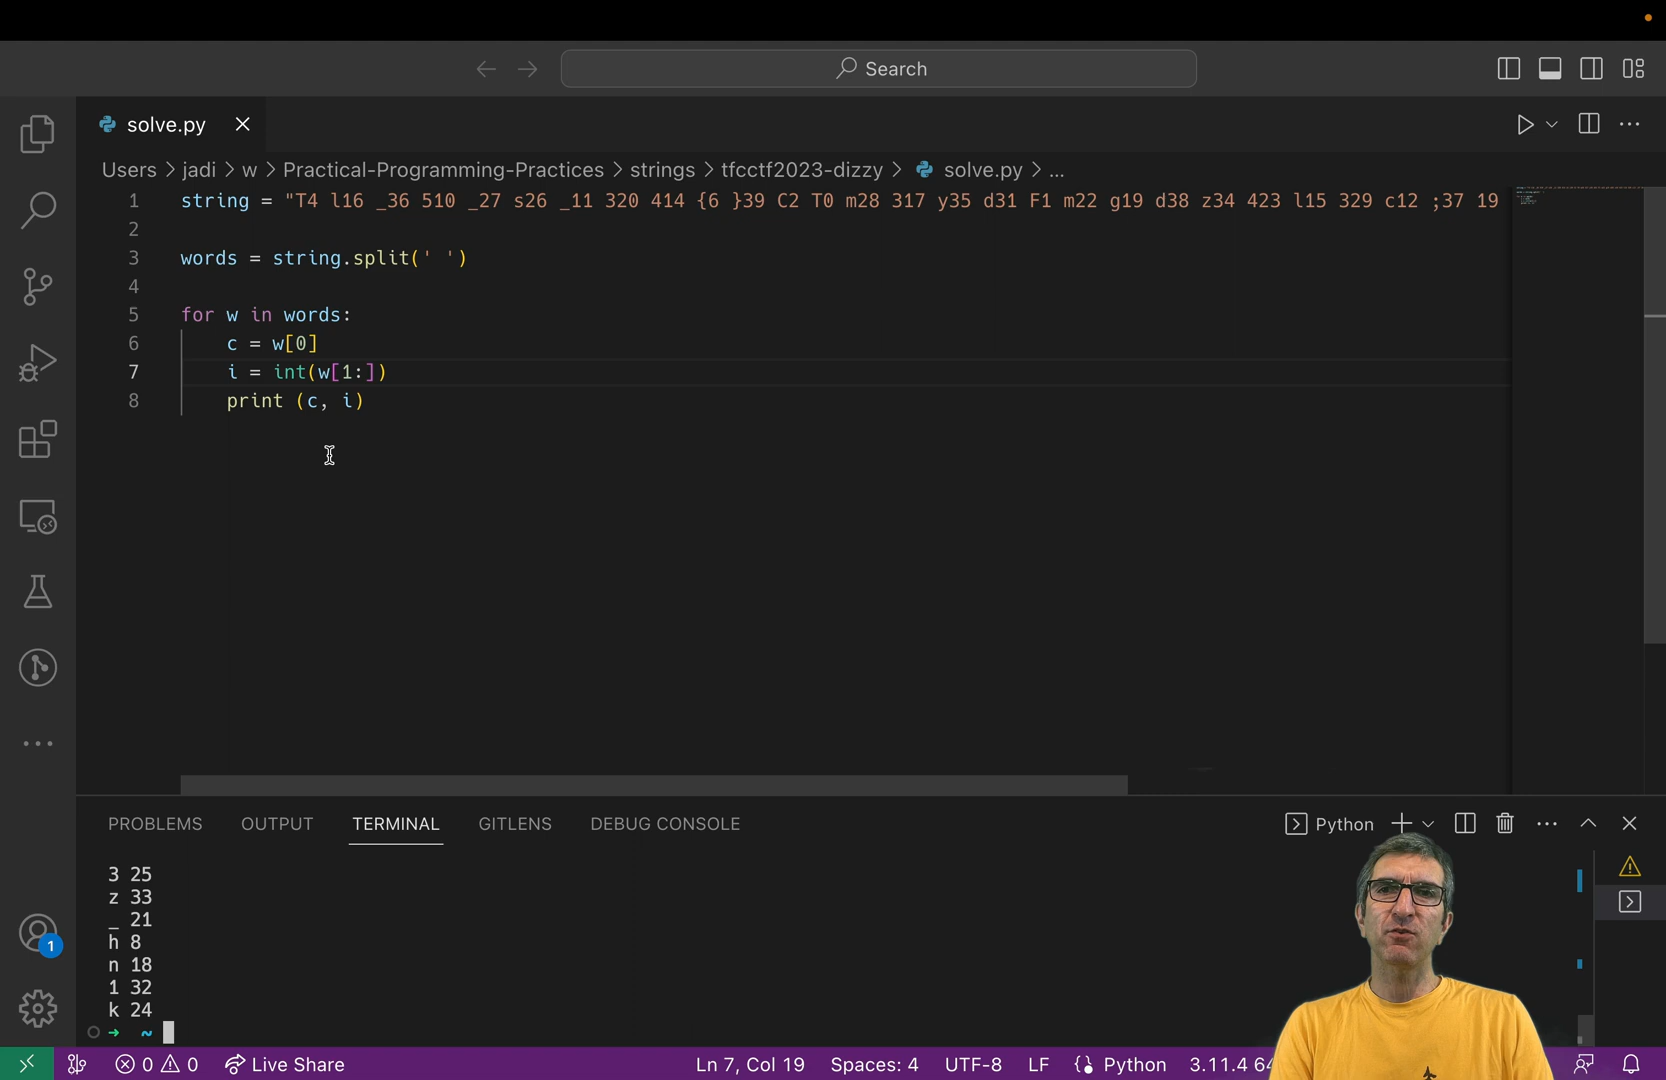 Search
solve.py
Users > jadi > w > Practical-Programming-Practices > strings > tfcctf2023-dizzy > solve.py > ...
1 string = "T4 l16 _36 510 _27 s26 _11 320 414 {6 }39 C2 T0 m28 317 y35 d31 F1 m22 g19 d38 z34 423 l15 329 c12 ;37 19
2
3 words = string.split(' ')
4
5 for w in words:
6 c = w[0]
7 i = int(w[1:])
8 print (c, i)
PROBLEMS OUTPUT TERMINAL GITLENS DEBUG CONSOLE Python
3 25
z 33
_ 21
h 8
n 18
1 32
k 24
➜ ~
1
0 0 Live Share Ln 7, Col 19 Spaces: 4 UTF-8 LF Python 3.11.4 64